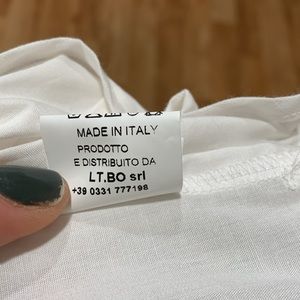 MADE IN ITALY
PRODOTTO
E DISTRIBUITO DA
LT.BO srl
+39 0331 777198